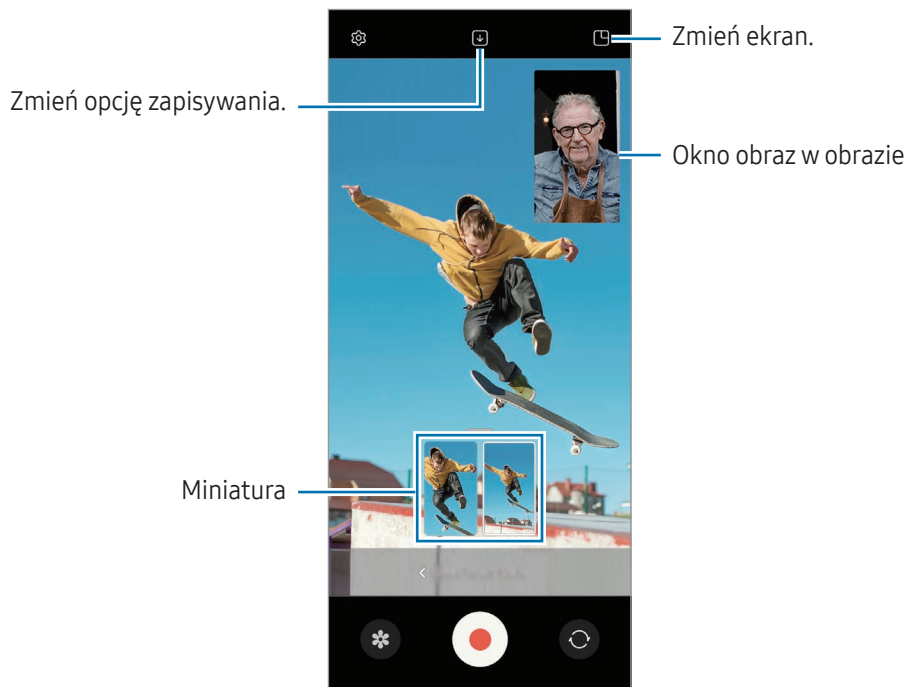 Zmień ekran.
Zmień opcję zapisywania.
Okno obraz w obrazie
Miniatura